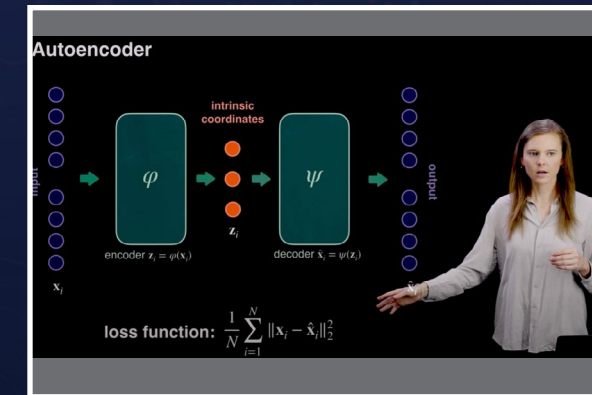 Autoencoder
intrinsic
coordinates
input
φ
ψ
output
z_i
encoder z_i = φ(x_i)
decoder x̂_i = ψ(z_i)
x_i
x̂_i
loss function: 1/N ∑_{i=1}^{N} ‖x_i − x̂_i‖₂²